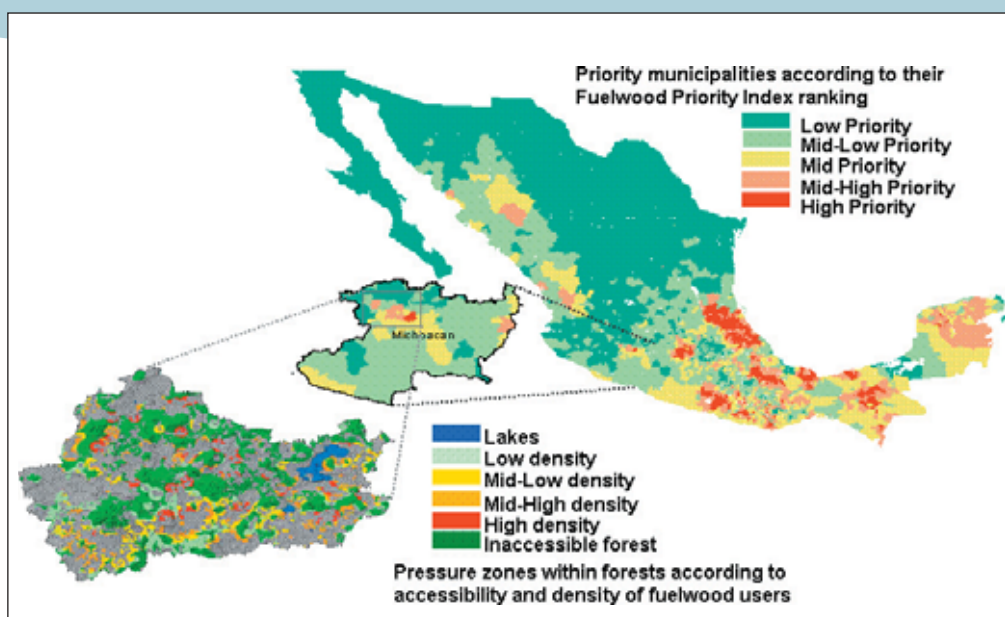 Priority municipalities according to their
Fuelwood Priority Index ranking
Low Priority
Mid-Low Priority
Mid Priority
Mid-High Priority
High Priority
Michoacan
Lakes
Low density
Mid-Low density
Mid-High density
High density
Inaccessible forest
Pressure zones within forests according to
accessibility and density of fuelwood users